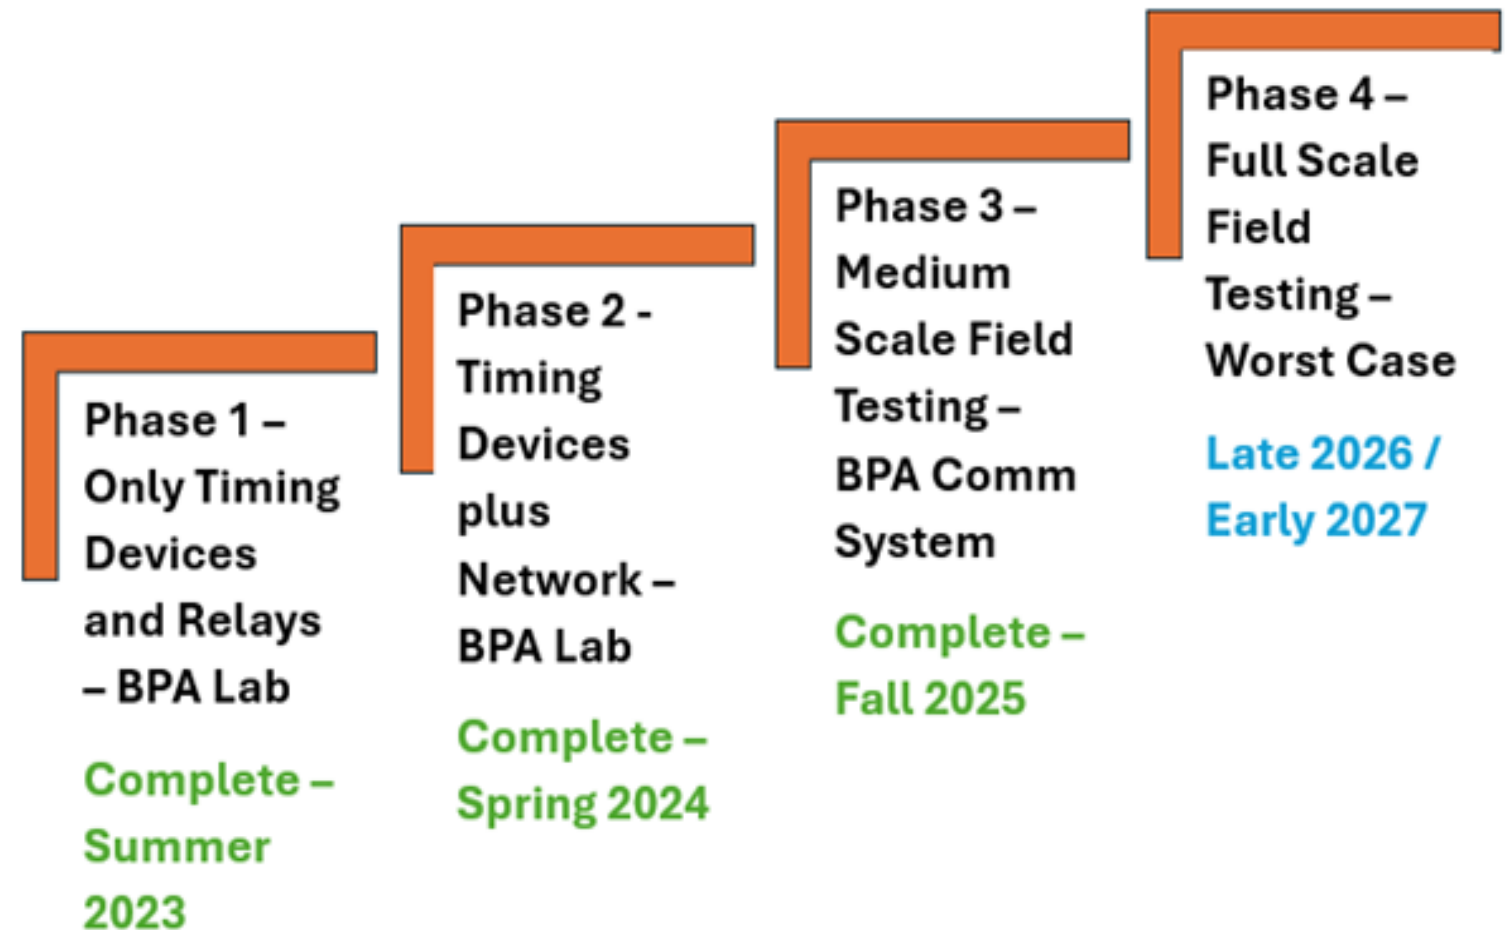 Phase 1 –
Only Timing
Devices
and Relays
– BPA Lab
Complete –
Summer
2023
Phase 2 -
Timing
Devices
plus
Network –
BPA Lab
Complete –
Spring 2024
Phase 3 –
Medium
Scale Field
Testing –
BPA Comm
System
Complete –
Fall 2025
Phase 4 –
Full Scale
Field
Testing –
Worst Case
Late 2026 /
Early 2027